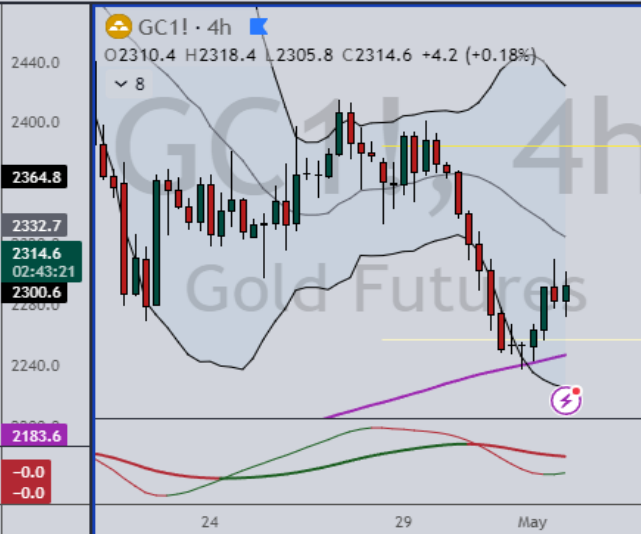 GC1! · 4h
O2310.4 H2318.4 L2305.8 C2314.6 +4.2 (+0.18%)
8
GC1!, 4h
Gold Futures
2440.0
2400.0
2364.8
2332.7
2314.6
02:43:21
2300.6
2280.0
2240.0
2183.6
−0.0
−0.0
24 29 May